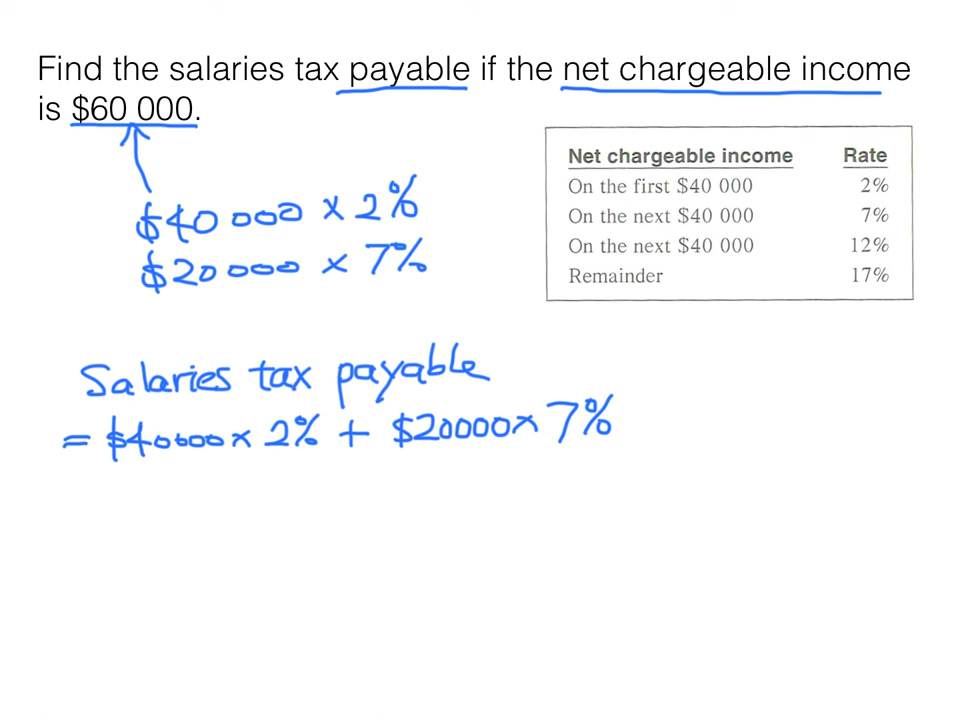 Find the salaries tax payable if the net chargeable income
is $60 000.
Net chargeable income Rate
On the first $40 000 2%
On the next $40 000 7%
On the next $40 000 12%
Remainder 17%
$40 000 × 2%
$20 000 × 7%
Salaries tax payable
= $40000 × 2% + $20000 × 7%